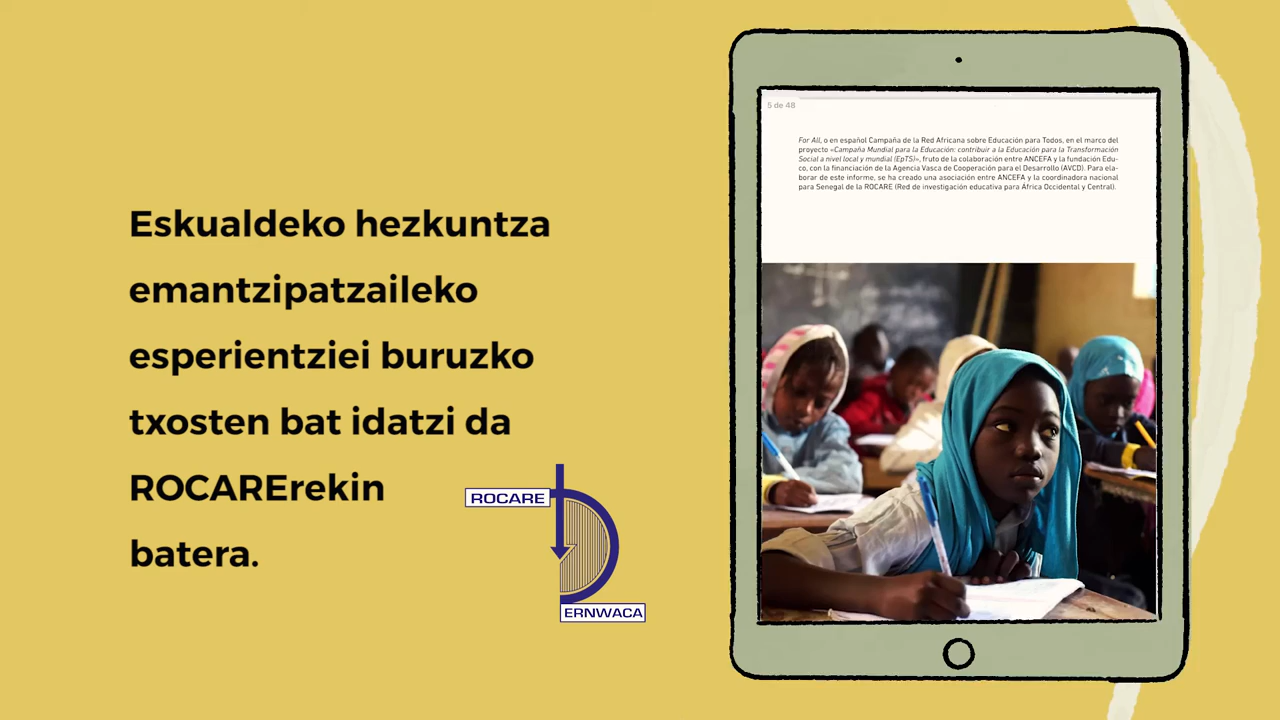 Eskualdeko hezkuntza
emantzipatzaileko
esperientziei buruzko
txosten bat idatzi da
ROCARErekin
batera.
ROCARE
ERNWACA
5 de 48
For All, o en español Campaña de la Red Africana sobre Educación para Todos, en el marco del
proyecto «Campaña Mundial para la Educación: contribuir a la Educación para la Transformación
Social a nivel local y mundial (EpTS)», fruto de la colaboración entre ANCEFA y la fundación Edu-
co, con la financiación de la Agencia Vasca de Cooperación para el Desarrollo (AVCD). Para ela-
borar de este informe, se ha creado una asociación entre ANCEFA y la coordinadora nacional
para Senegal de la ROCARE (Red de investigación educativa para África Occidental y Central).